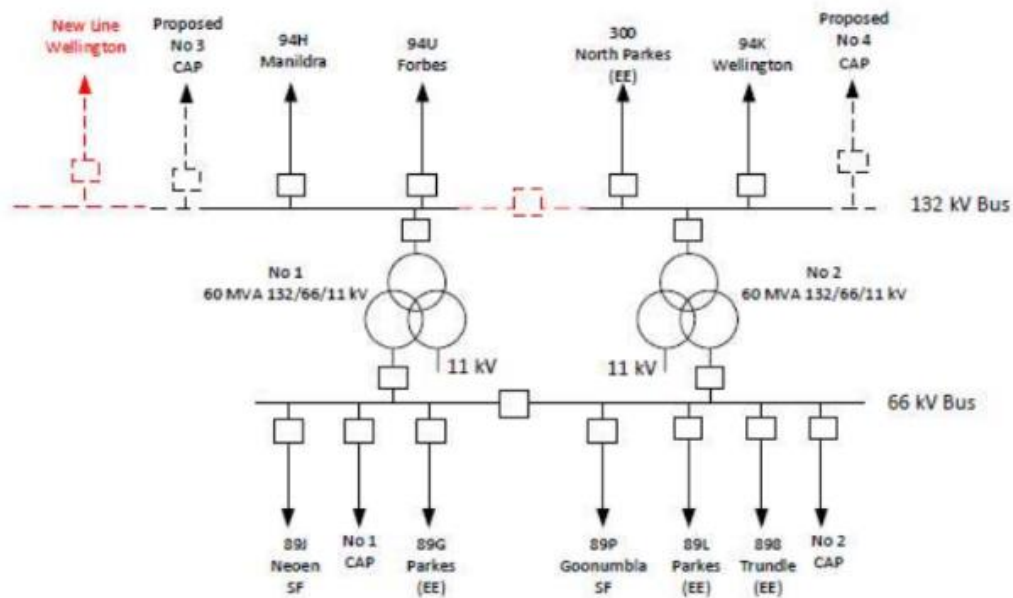 New Line
Wellington
Proposed
No 3
CAP
94H
Manildra
94U
Forbes
300
North Parkes
(EE)
94K
Wellington
Proposed
No 4
CAP
132 kV Bus
No 1
60 MVA 132/66/11 kV
No 2
60 MVA 132/66/11 kV
11 kV
11 kV
66 kV Bus
89J
Neoen
SF
No 1
CAP
89G
Parkes
(EE)
89P
Goonumbla
SF
89L
Parkes
(EE)
898
Trundle
(EE)
No 2
CAP